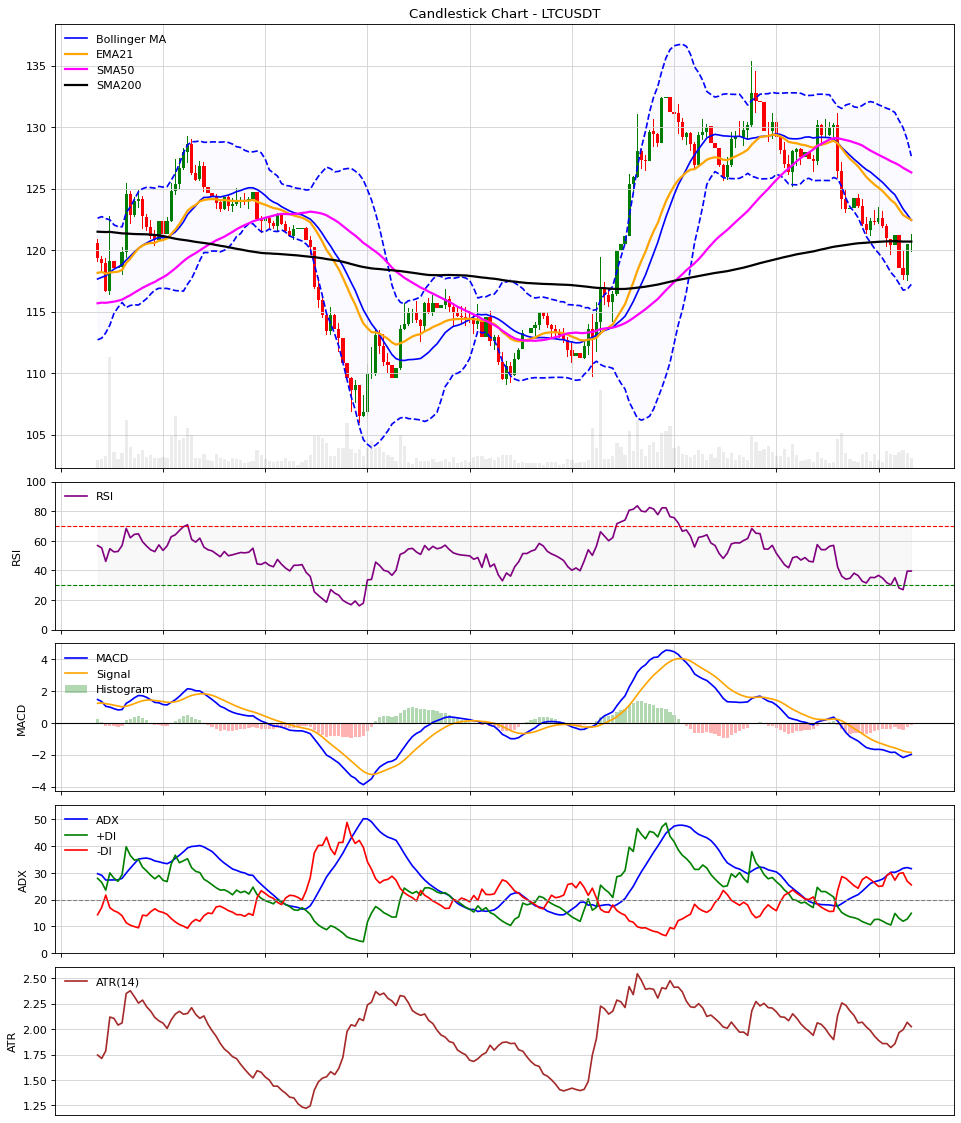 Candlestick Chart - LTCUSDT
Bollinger MA
EMA21
SMA50
SMA200
135
130
125
120
115
110
105
RSI
100
80
60
40
20
0
RSI
MACD
Signal
Histogram
4
2
0
−2
−4
MACD
ADX
+DI
-DI
50
40
30
20
10
0
ADX
ATR(14)
2.50
2.25
2.00
1.75
1.50
1.25
ATR